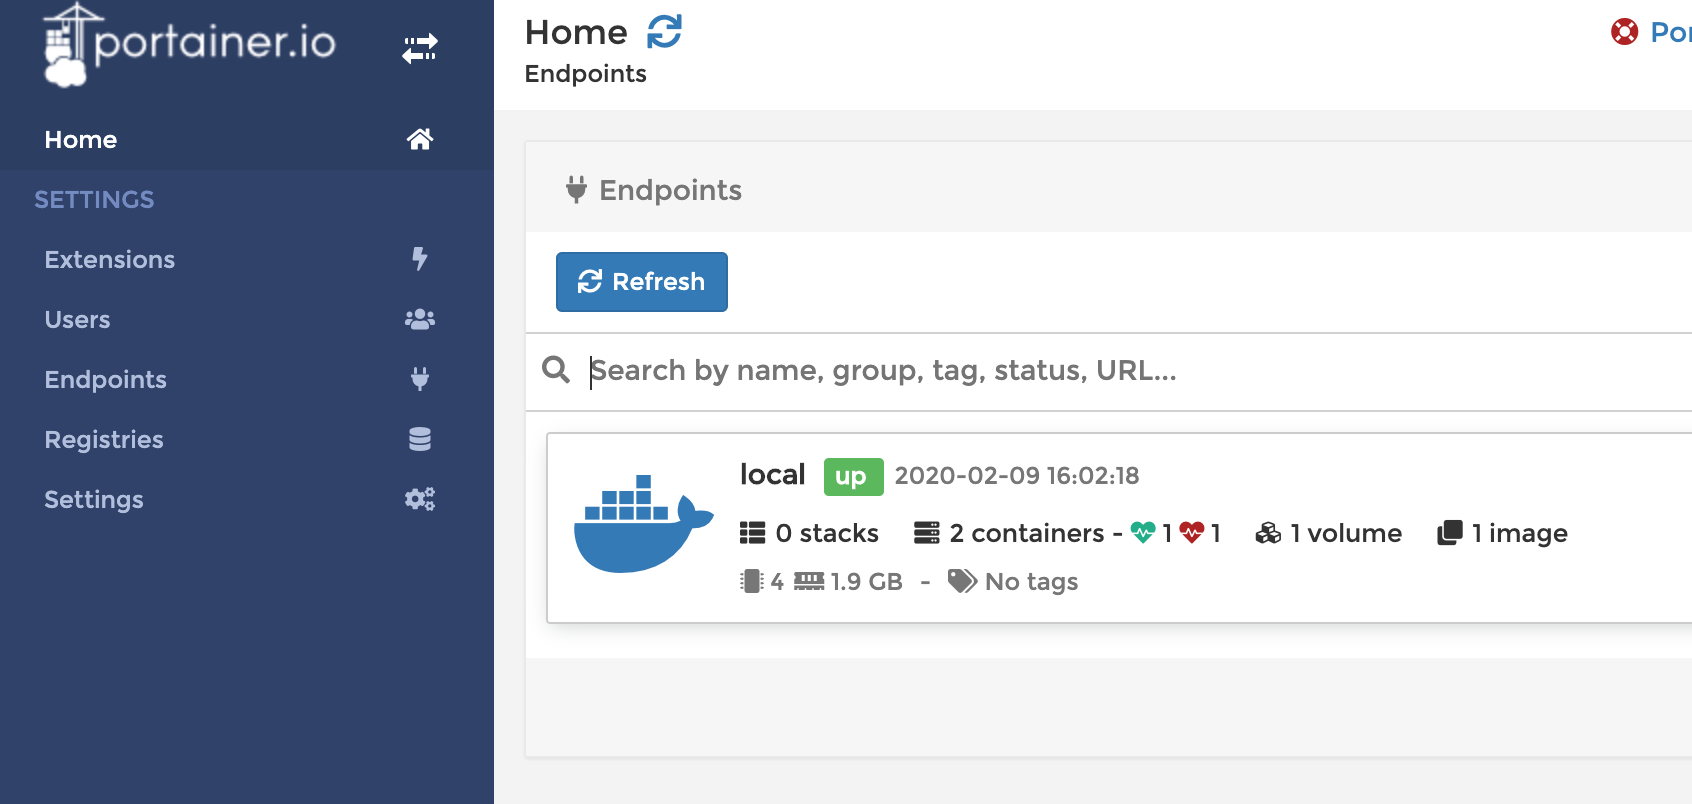 portainer.io
Home
SETTINGS
Extensions
Users
Endpoints
Registries
Settings
Home
Endpoints
Endpoints
Refresh
Search by name, group, tag, status, URL...
local up 2020-02-09 16:02:18
0 stacks 2 containers - 1 1 1 volume 1 image
4 1.9 GB - No tags